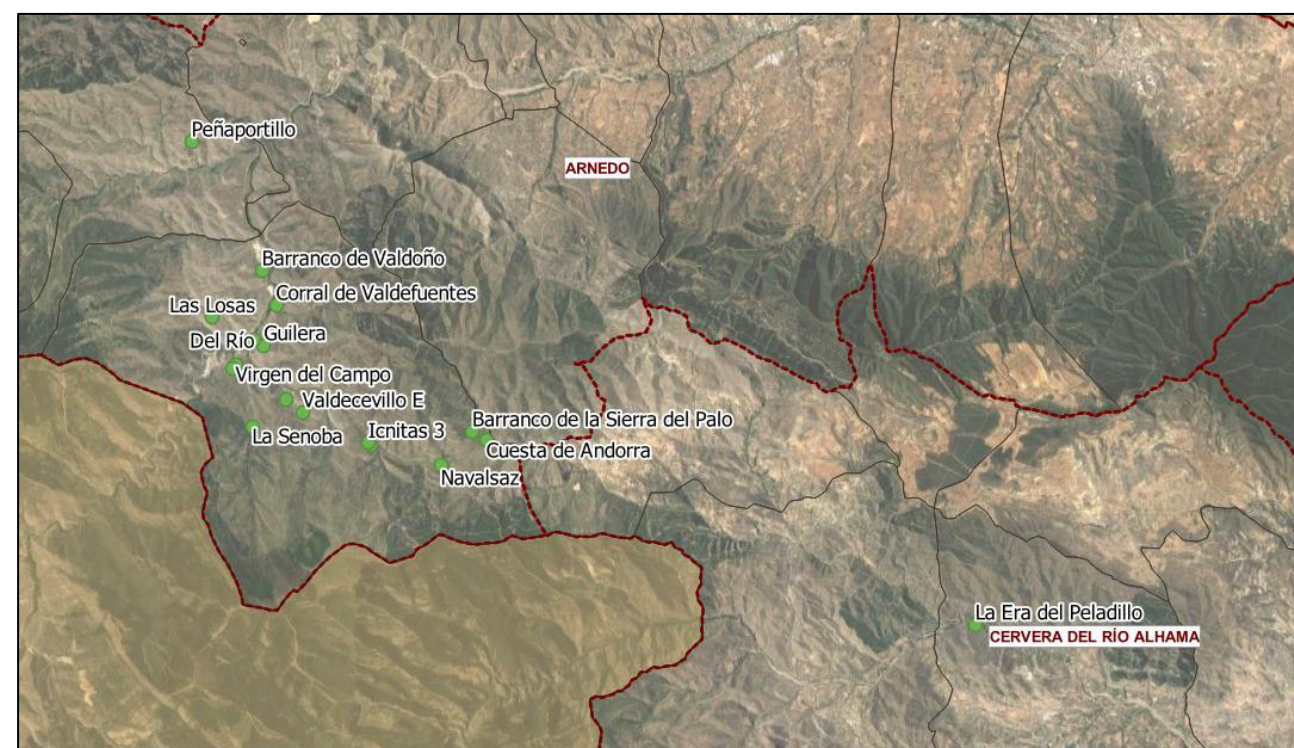 Peñaportillo
ARNEDO
Barranco de Valdoño
Corral de Valdefuentes
Las Losas
Guilera
Del Río
Virgen del Campo
Valdecevillo E
Barranco de la Sierra del Palo
Icnitas 3
La Senoba
Cuesta de Andorra
Navalsaz
La Era del Peladillo
CERVERA DEL RÍO ALHAMA